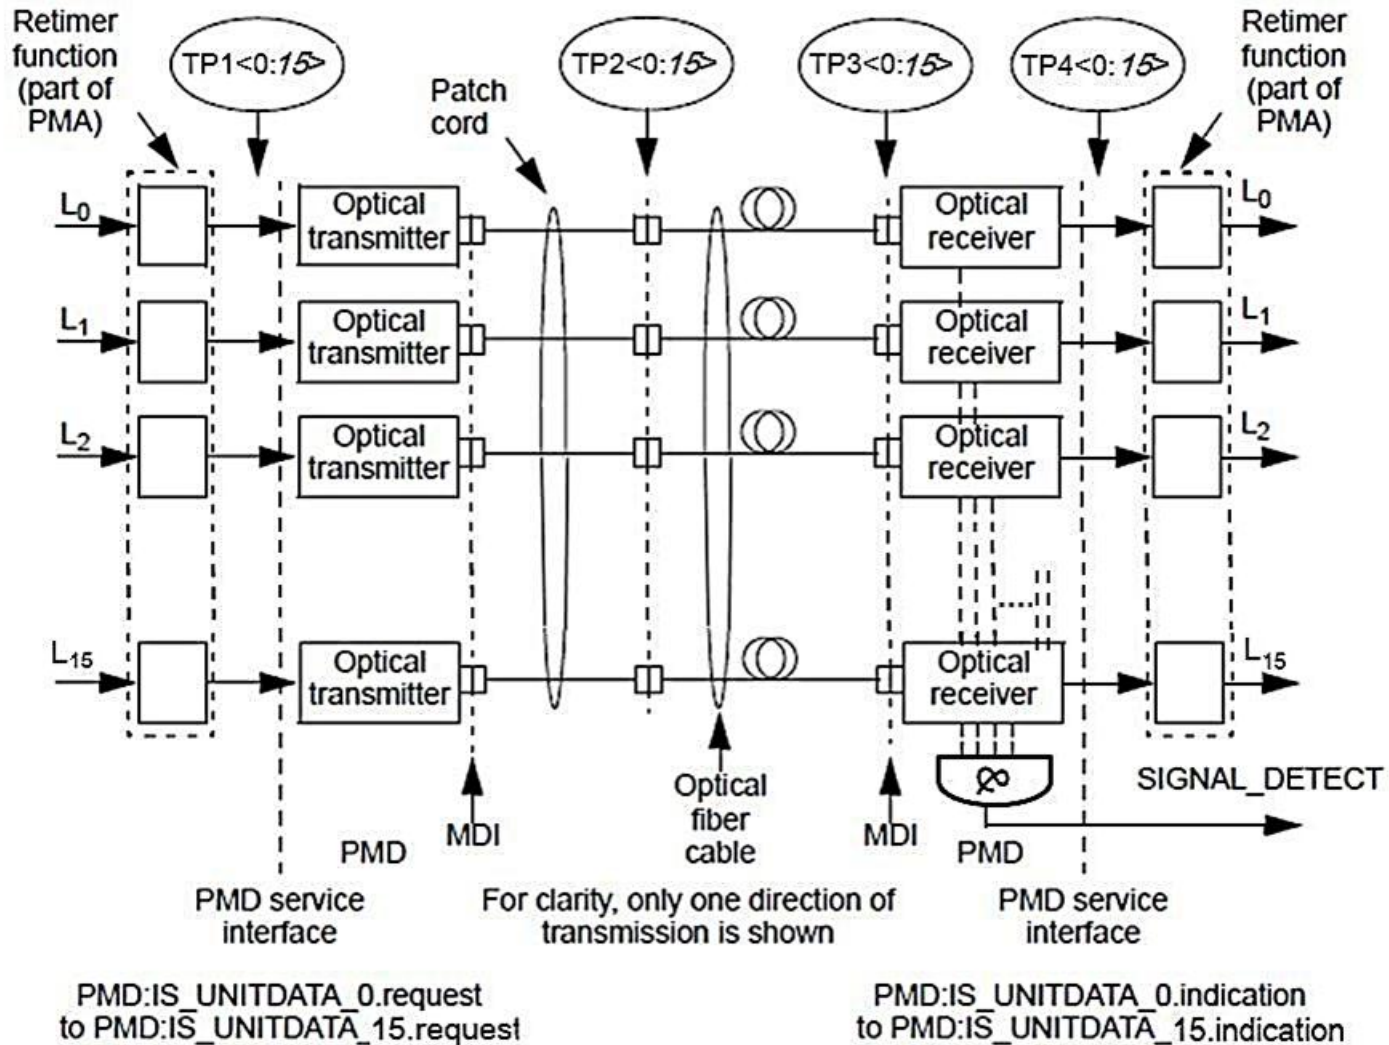 Retimer
function
(part of
PMA)
TP1<0:15>
Patch
cord
TP2<0:15>
TP3<0:15>
TP4<0:15>
Retimer
function
(part of
PMA)
L0
Optical
transmitter
Optical
receiver
L0
L1
Optical
transmitter
Optical
receiver
L1
L2
Optical
transmitter
Optical
receiver
L2
L15
Optical
transmitter
Optical
receiver
L15
&
SIGNAL_DETECT
Optical
fiber
cable
MDI
MDI
PMD
PMD
PMD service
interface
For clarity, only one direction of
transmission is shown
PMD service
interface
PMD:IS_UNITDATA_0.request
to PMD:IS_UNITDATA_15.request
PMD:IS_UNITDATA_0.indication
to PMD:IS_UNITDATA_15.indication